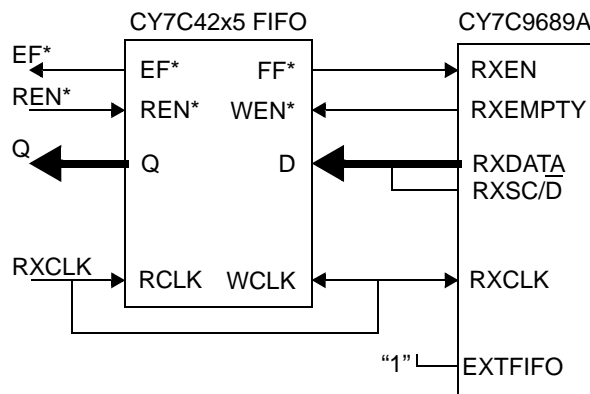 CY7C42x5 FIFO CY7C9689A
EF* EF* FF* RXEN
REN* REN* WEN* RXEMPTY
Q Q D RXDATA
RXSC/D̅
RXCLK RCLK WCLK RXCLK
“1” EXTFIFO